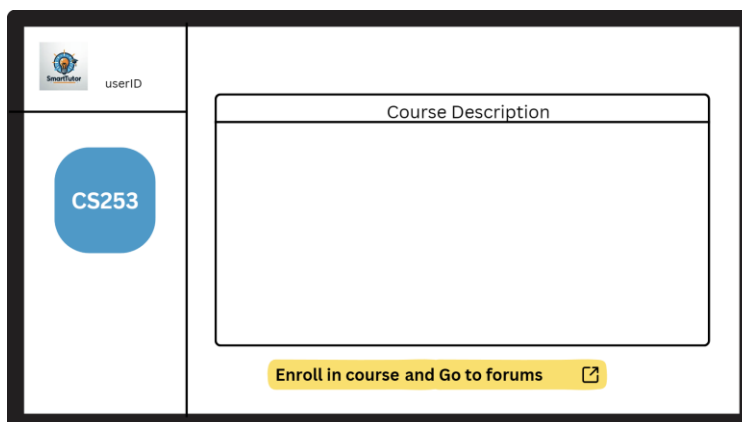 SmartTutor
userID
Course Description
CS253
Enroll in course and Go to forums